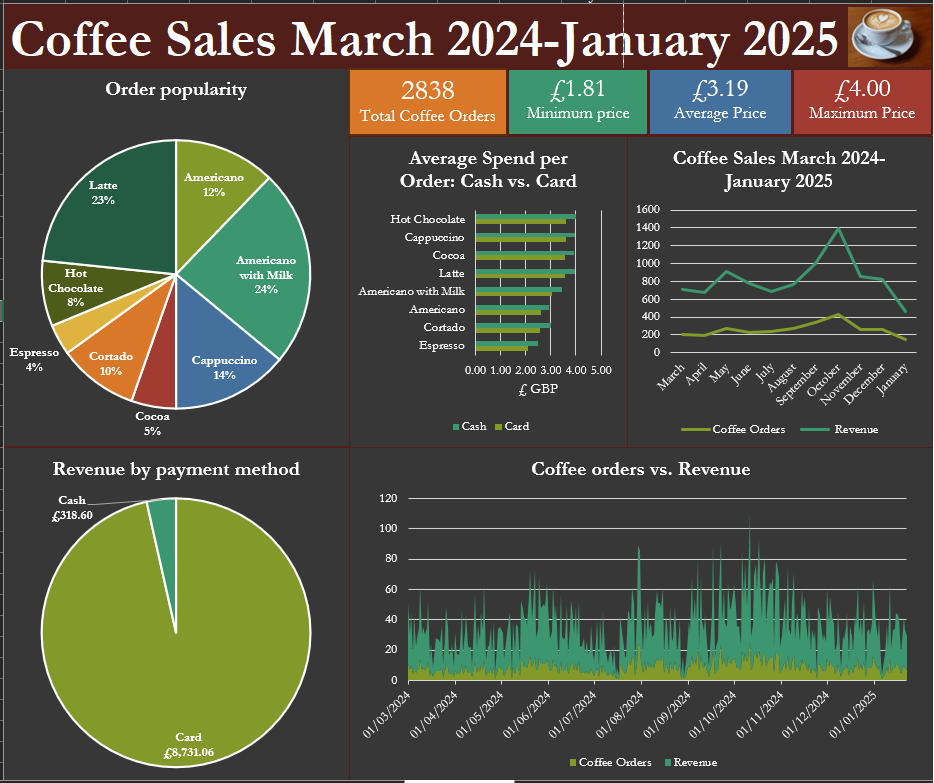 Coffee Sales March 2024-January 2025
Order popularity
Latte
23%
Americano
12%
Americano
with Milk
24%
Hot
Chocolate
8%
Espresso
4%
Cortado
10%
Cappuccino
14%
Cocoa
5%
2838
Total Coffee Orders
£1.81
Minimum price
£3.19
Average Price
£4.00
Maximum Price
Average Spend per
Order: Cash vs. Card
Hot Chocolate
Cappuccino
Cocoa
Latte
Americano with Milk
Americano
Cortado
Espresso
0.00 1.00 2.00 3.00 4.00 5.00
£ GBP
Cash Card
Coffee Sales March 2024-
January 2025
1600
1400
1200
1000
800
600
400
200
0
March April May June July August September October November December January
Coffee Orders Revenue
Revenue by payment method
Cash
£318.60
Card
£8,731.06
Coffee orders vs. Revenue
120
100
80
60
40
20
0
01/03/2024 01/04/2024 01/05/2024 01/06/2024 01/07/2024 01/08/2024 01/09/2024 01/10/2024 01/11/2024 01/12/2024 01/01/2025
Coffee Orders Revenue